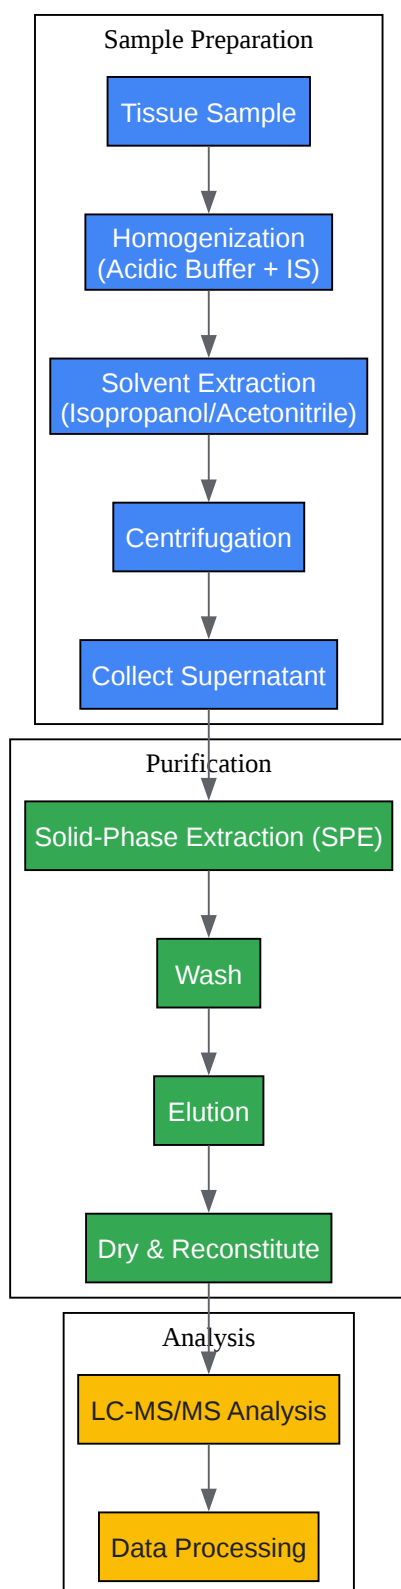 Sample Preparation
Tissue Sample
Homogenization
(Acidic Buffer + IS)
Solvent Extraction
(Isopropanol/Acetonitrile)
Centrifugation
Collect Supernatant
Purification
Solid-Phase Extraction (SPE)
Wash
Elution
Dry & Reconstitute
Analysis
LC-MS/MS Analysis
Data Processing